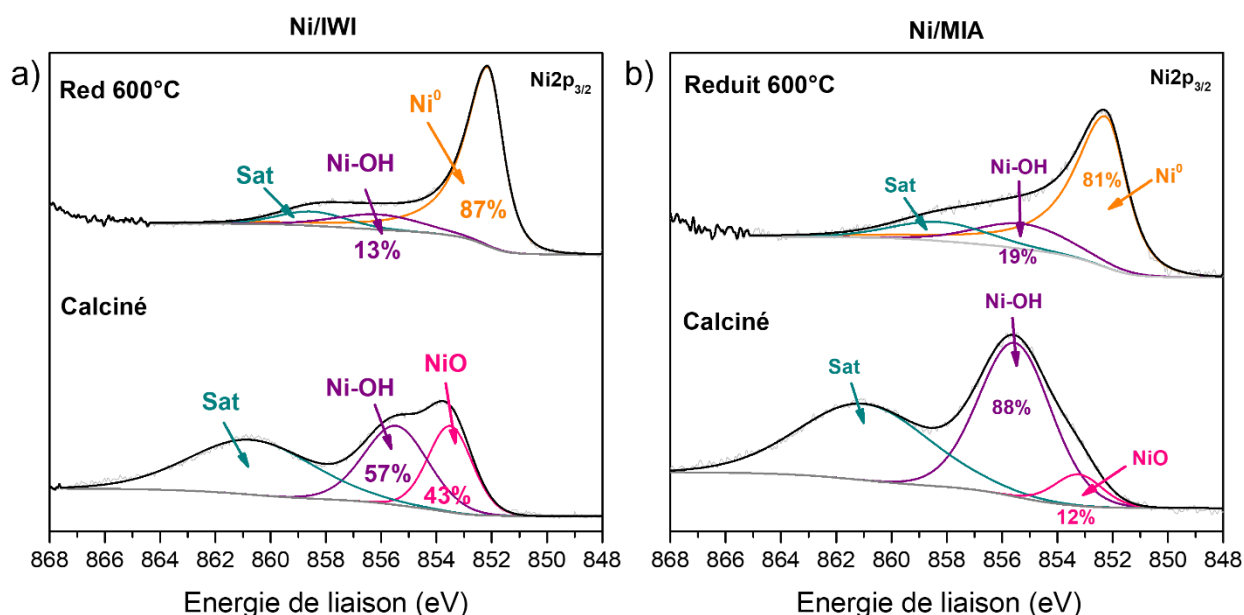 Ni/IWI
a)
Red 600°C
Ni2p3/2
Ni0
Ni-OH
Sat
87%
13%
Calciné
NiO
Ni-OH
Sat
57%
43%
868 866 864 862 860 858 856 854 852 850 848
Energie de liaison (eV)
Ni/MIA
b)
Reduit 600°C
Ni2p3/2
Ni-OH
Sat
81%
Ni0
19%
Calciné
Ni-OH
Sat
88%
NiO
12%
868 866 864 862 860 858 856 854 852 850 848
Energie de liaison (eV)